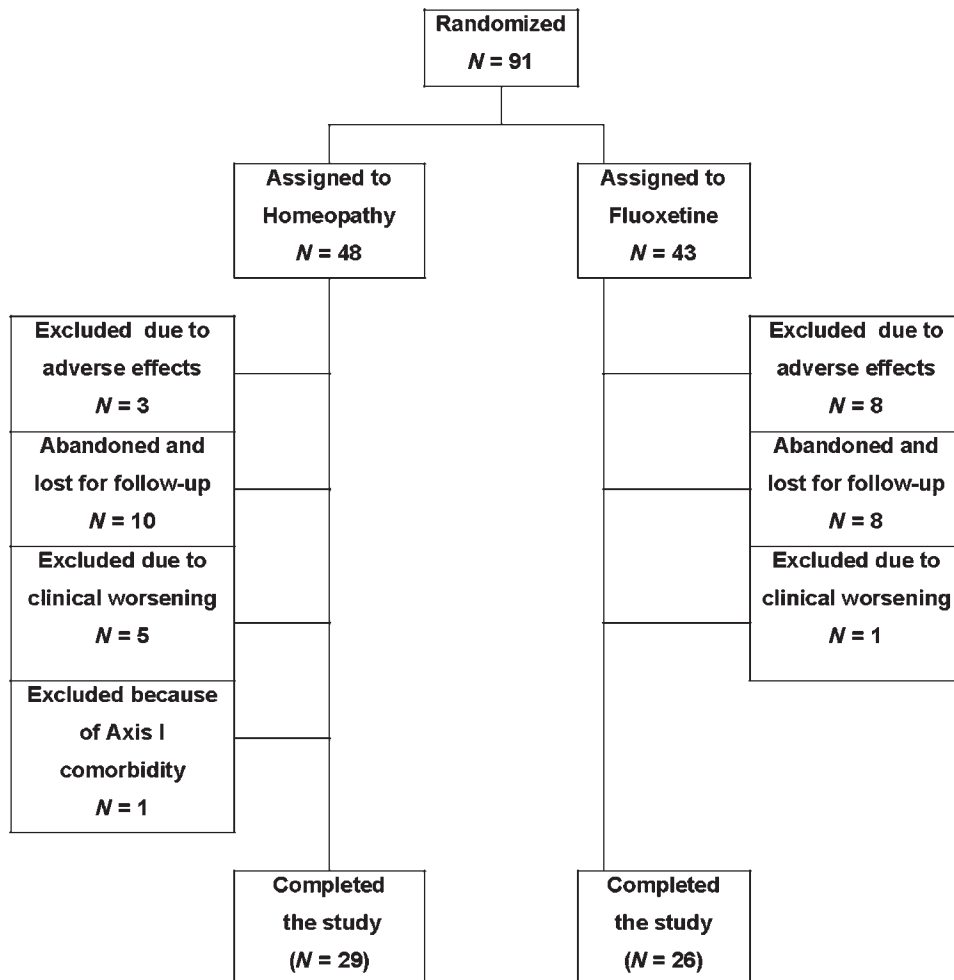 Randomized
N = 91
Assigned to
Homeopathy
N = 48
Assigned to
Fluoxetine
N = 43
Excluded due to
adverse effects
N = 3
Abandoned and
lost for follow-up
N = 10
Excluded due to
clinical worsening
N = 5
Excluded because
of Axis I
comorbidity
N = 1
Excluded due to
adverse effects
N = 8
Abandoned and
lost for follow-up
N = 8
Excluded due to
clinical worsening
N = 1
Completed
the study
(N = 29)
Completed
the study
(N = 26)